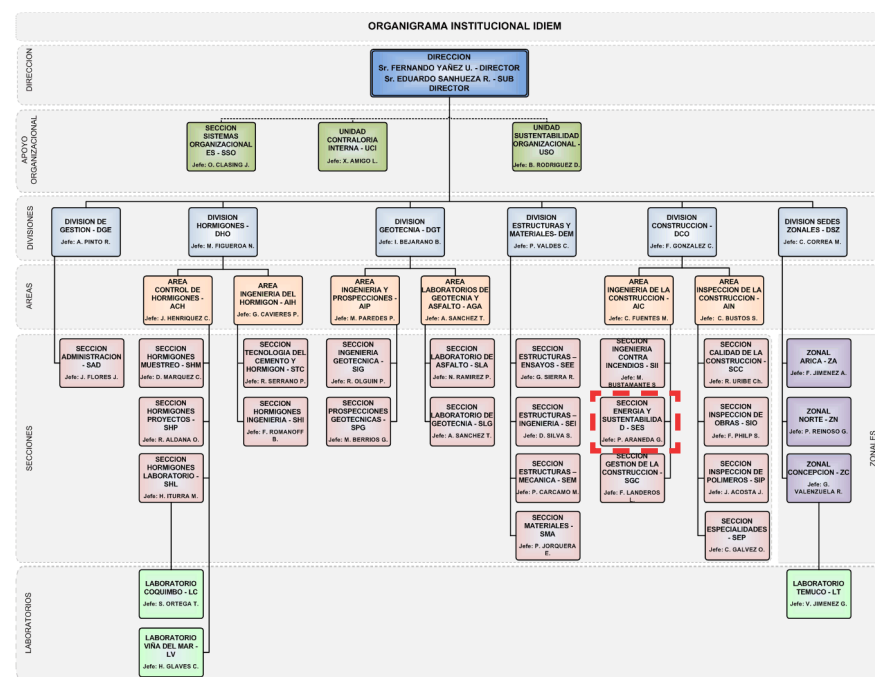 ORGANIGRAMA INSTITUCIONAL IDIEM
DIRECCION
DIRECCION
Sr. FERNANDO YAÑEZ U. - DIRECTOR
Sr. EDUARDO SANHUEZA R. - SUB
DIRECTOR
APOYO
ORGANIZACIONAL
SECCION
SISTEMAS
ORGANIZACIONAL
ES - SSO
Jefe: O. CLASING J.
UNIDAD
CONTRALORIA
INTERNA - UCI
Jefe: X. AMIGO L.
UNIDAD
SUSTENTABILIDAD
ORGANIZACIONAL -
USO
Jefe: B. RODRIGUEZ D.
DIVISIONES
DIVISION DE
GESTION - DGE
Jefe: A. PINTO R.
DIVISION
HORMIGONES -
DHO
Jefe: M. FIGUEROA N.
DIVISION
GEOTECNIA - DGT
Jefe: I. BEJARANO B.
DIVISION
ESTRUCTURAS Y
MATERIALES- DEM
Jefe: P. VALDES C.
DIVISION
CONSTRUCCION -
DCO
Jefe: F. GONZALEZ C.
DIVISION SEDES
ZONALES - DSZ
Jefe: C. CORREA M.
AREAS
AREA
CONTROL DE
HORMIGONES -
ACH
Jefe: J. HENRIQUEZ C.
AREA
INGENIERIA DEL
HORMIGON - AIH
Jefe: G. CAVIERES P.
AREA
INGENIERIA Y
PROSPECCIONES -
AIP
Jefe: M. PAREDES P.
AREA
LABORATORIOS DE
GEOTECNIA Y
ASFALTO - AGA
Jefe: A. SANCHEZ T.
AREA
INGENIERIA DE LA
CONSTRUCCION -
AIC
Jefe: C. FUENTES M.
AREA
INSPECCION DE LA
CONSTRUCCION -
AIN
Jefe: C. BUSTOS S.
SECCIONES
SECCION
ADMINISTRACION
- SAD
Jefe: J. FLORES J.
SECCION
HORMIGONES
MUESTREO - SHM
Jefe: D. MARQUEZ C.
SECCION
TECNOLOGIA DEL
CEMENTO Y
HORMIGON - STC
Jefe: R. SERRANO P.
SECCION
INGENIERIA
GEOTECNICA -
SIG
Jefe: R. OLGUIN P.
SECCION
LABORATORIO DE
ASFALTO - SLA
Jefe: N. RAMIREZ P.
SECCION
ESTRUCTURAS –
ENSAYOS - SEE
Jefe: G. SIERRA R.
SECCION
INGENIERIA
CONTRA
INCENDIOS - SII
Jefe: M.
BUSTAMANTE S
SECCION
CALIDAD DE LA
CONSTRUCCION -
SCC
Jefe: R. URIBE Ch.
ZONAL
ARICA - ZA
Jefe: F. JIMENEZ A.
SECCION
HORMIGONES
PROYECTOS -
SHP
Jefe: R. ALDANA O.
SECCION
HORMIGONES
INGENIERIA - SHI
Jefe: F. ROMANOFF
B.
SECCION
PROSPECCIONES
GEOTECNICAS -
SPG
Jefe: M. BERRIOS G.
SECCION
LABORATORIO DE
GEOTECNIA - SLG
Jefe: A. SANCHEZ T.
SECCION
ESTRUCTURAS –
INGENIERIA - SEI
Jefe: D. SILVA S.
SECCION
ENERGIA Y
SUSTENTABILIDA
D - SES
Jefe: P. ARANEDA G.
SECCION
INSPECCION DE
OBRAS - SIO
Jefe: F. PHILP S.
ZONAL
NORTE - ZN
Jefe: P. REINOSO G.
SECCION
HORMIGONES
LABORATORIO -
SHL
Jefe: H. ITURRA M.
SECCION
ESTRUCTURAS –
MECANICA - SEM
Jefe: P. CARCAMO M.
SECCION
GESTION DE LA
CONSTRUCCION -
SGC
Jefe: F. LANDEROS
L.
SECCION
INSPECCION DE
POLIMEROS - SIP
Jefe: J. ACOSTA J.
ZONAL
CONCEPCION - ZC
Jefe: G.
VALENZUELA R.
SECCION
MATERIALES -
SMA
Jefe: P. JORQUERA
E.
SECCION
ESPECIALIDADES
- SEP
Jefe: C. GALVEZ O.
ZONALES
LABORATORIOS
LABORATORIO
COQUIMBO - LC
Jefe: S. ORTEGA T.
LABORATORIO
TEMUCO - LT
Jefe: V. JIMENEZ G.
LABORATORIO
VIÑA DEL MAR -
LV
Jefe: H. GLAVES C.